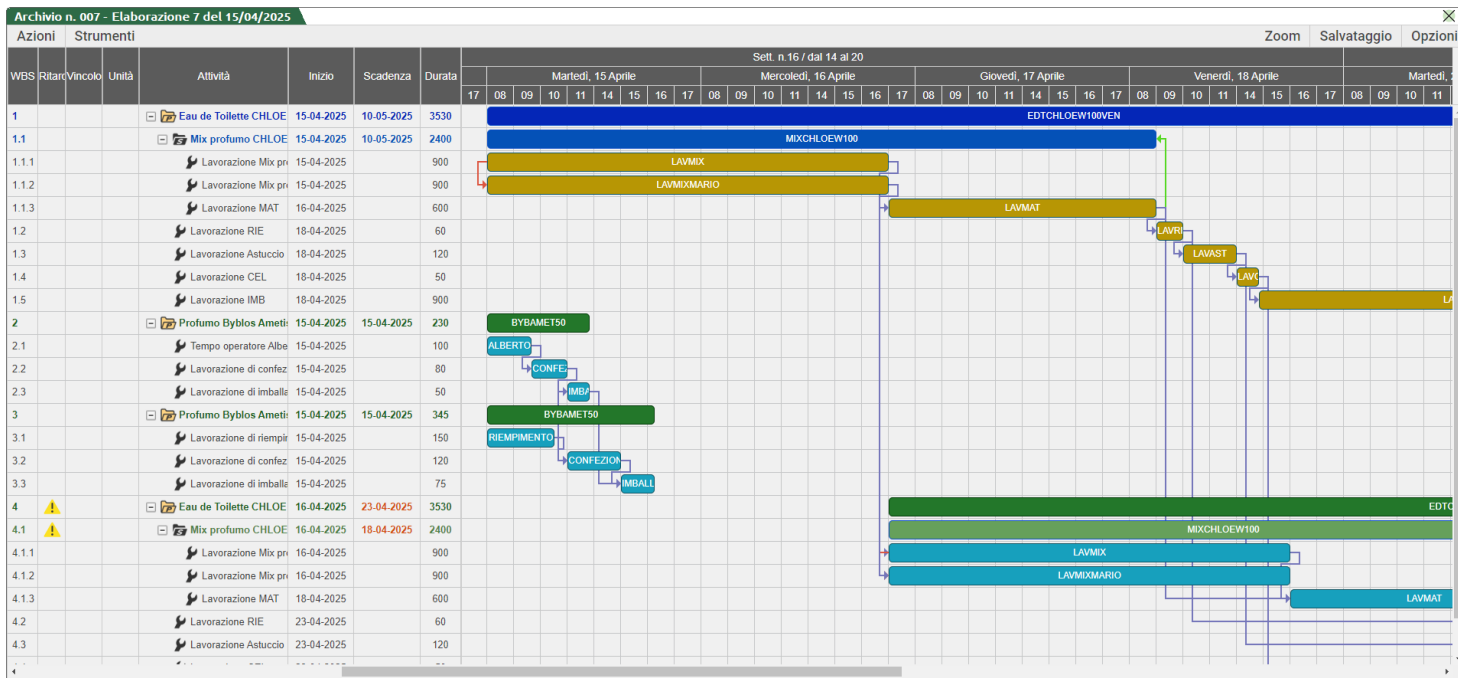 Archivio n. 007 - Elaborazione 7 del 15/04/2025
Azioni Strumenti Zoom Salvataggio Opzioni
Sett. n.16 / dal 14 al 20
WBS Ritard Vincolo Unità Attività Inizio Scadenza Durata Martedì, 15 Aprile Mercoledì, 16 Aprile Giovedì, 17 Aprile Venerdì, 18 Aprile Martedì,
17 08 09 10 11 14 15 16 17 08 09 10 11 14 15 16 17 08 09 10 11 14 15 16 17 08 09 10 11 14 15 16 17 08 09 10 11
1 Eau de Toilette CHLOE 15-04-2025 10-05-2025 3530 EDTCHLOEW100VEN
1.1 Mix profumo CHLOE 15-04-2025 10-05-2025 2400 MIXCHLOEW100
1.1.1 Lavorazione Mix pr 15-04-2025 900 LAVMIX
1.1.2 Lavorazione Mix pr 15-04-2025 900 LAVMIXMARIO
1.1.3 Lavorazione MAT 16-04-2025 600 LAVMAT
1.2 Lavorazione RIE 18-04-2025 60 LAVRI
1.3 Lavorazione Astuccio 18-04-2025 120 LAVAST
1.4 Lavorazione CEL 18-04-2025 50 LAVC
1.5 Lavorazione IMB 18-04-2025 900 LA
2 Profumo Byblos Ameti 15-04-2025 15-04-2025 230 BYBAMET50
2.1 Tempo operatore Albe 15-04-2025 100 ALBERTO
2.2 Lavorazione di confez 15-04-2025 80 CONFEZ
2.3 Lavorazione di imballa 15-04-2025 50 IMBA
3 Profumo Byblos Ameti 15-04-2025 15-04-2025 345 BYBAMET50
3.1 Lavorazione di riempir 15-04-2025 150 RIEMPIMENTO
3.2 Lavorazione di confez 15-04-2025 120 CONFEZION
3.3 Lavorazione di imballa 15-04-2025 75 IMBALL
4 Eau de Toilette CHLOE 16-04-2025 23-04-2025 3530 EDTC
4.1 Mix profumo CHLOE 16-04-2025 18-04-2025 2400 MIXCHLOEW100
4.1.1 Lavorazione Mix pr 16-04-2025 900 LAVMIX
4.1.2 Lavorazione Mix pr 16-04-2025 900 LAVMIXMARIO
4.1.3 Lavorazione MAT 18-04-2025 600 LAVMAT
4.2 Lavorazione RIE 23-04-2025 60
4.3 Lavorazione Astuccio 23-04-2025 120